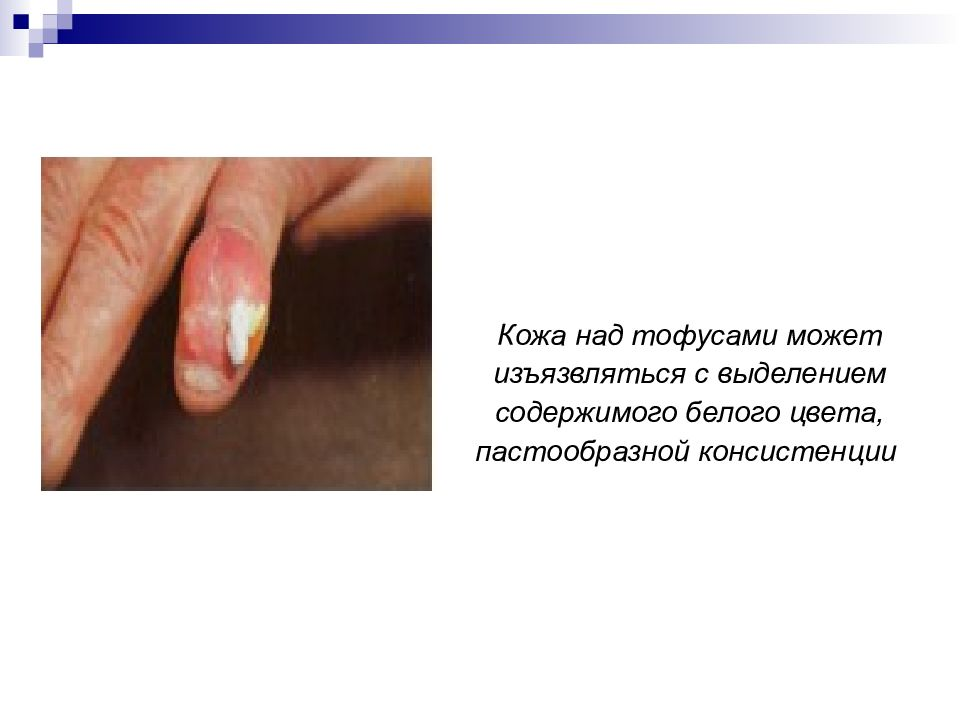 Кожа над тофусами может
изъязвляться с выделением
содержимого белого цвета,
пастообразной консистенции